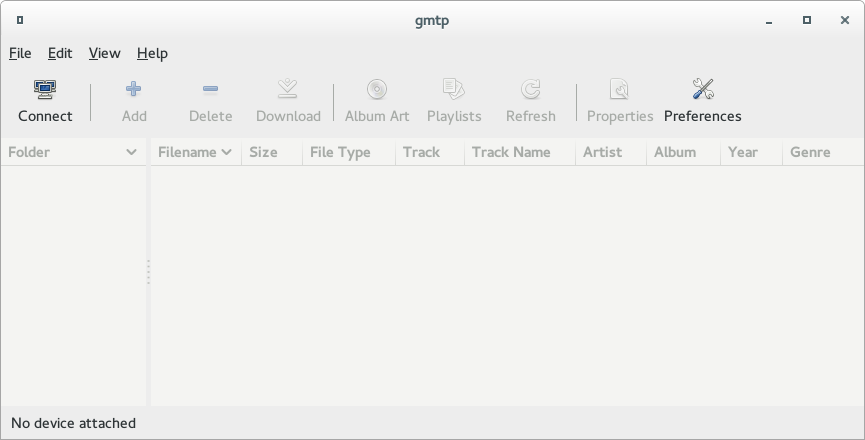 gmtp
File Edit View Help
Connect Add Delete Download Album Art Playlists Refresh Properties Preferences
Folder Filename Size File Type Track Track Name Artist Album Year Genre
No device attached